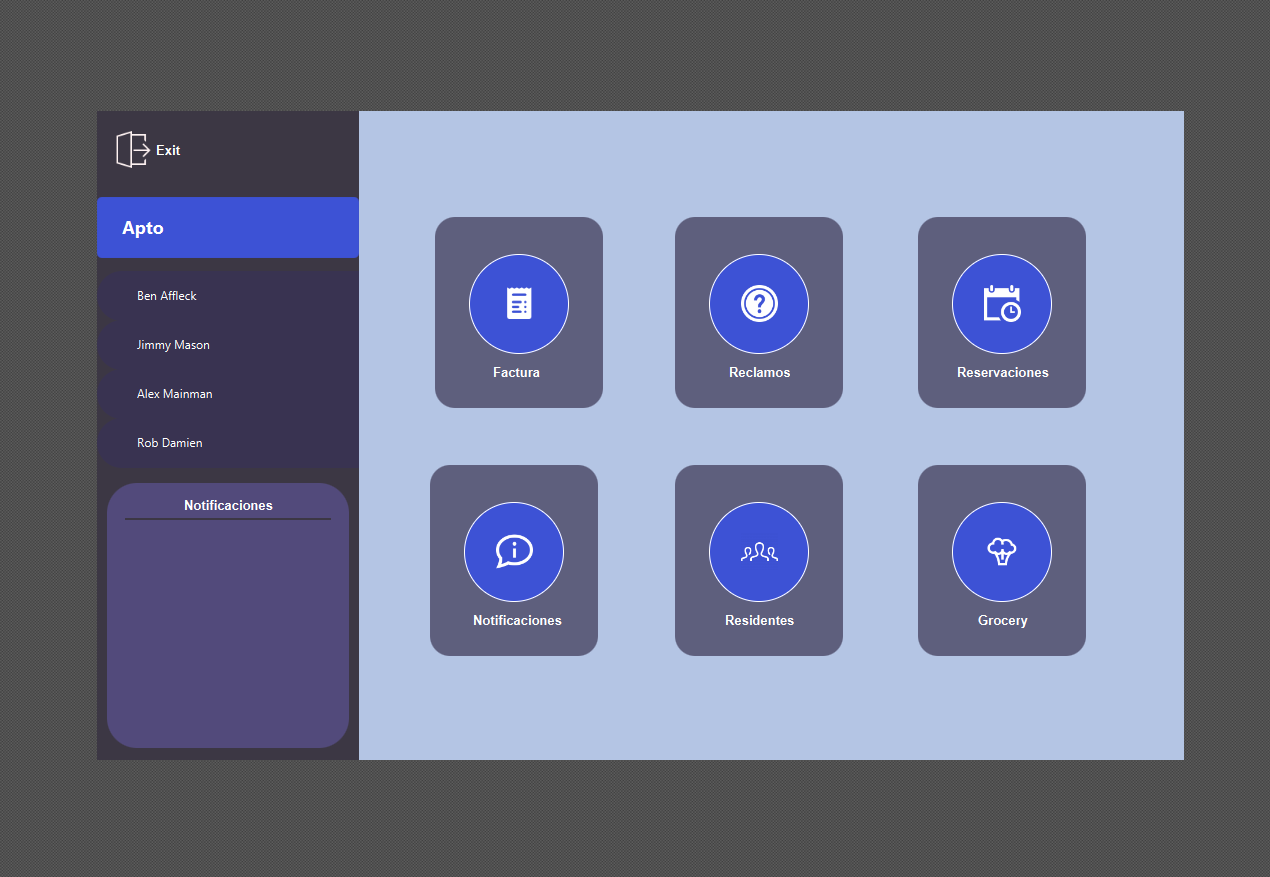 Exit
Apto
Ben Affleck
Jimmy Mason
Alex Mainman
Rob Damien
Notificaciones
Factura
Reclamos
Reservaciones
Notificaciones
Residentes
Grocery